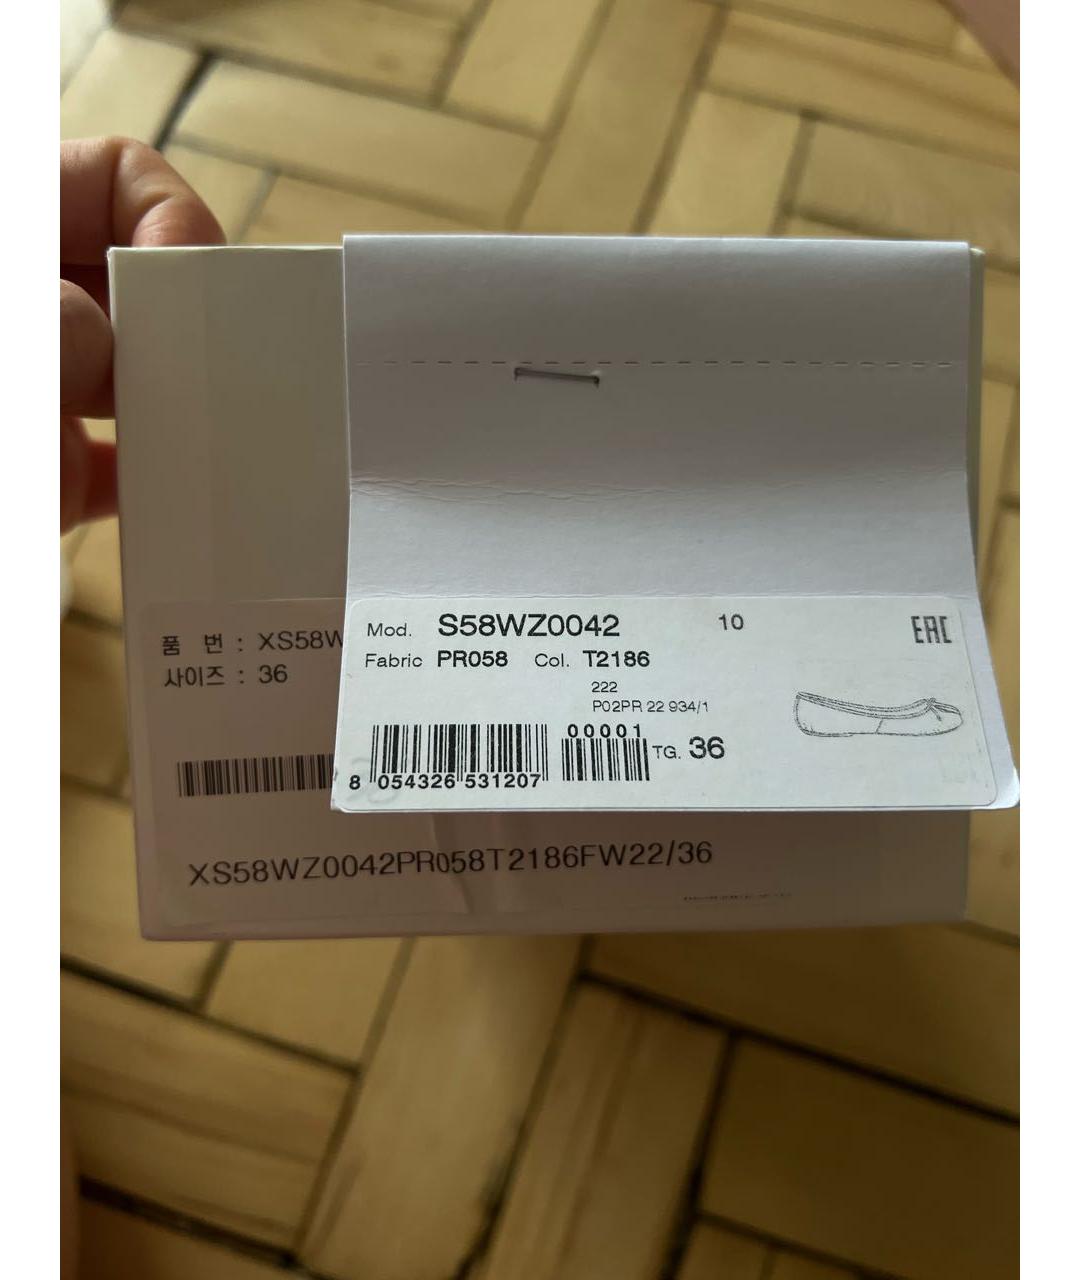 Mod. S58WZ0042 10 EAC
Fabric PR058 Col. T2186
222
P02PR 22 934/1
00001
TG. 36
8 054326 531207
품 번 : XS58W
사이즈 : 36
XS58WZ0042PR058T2186FW22/36